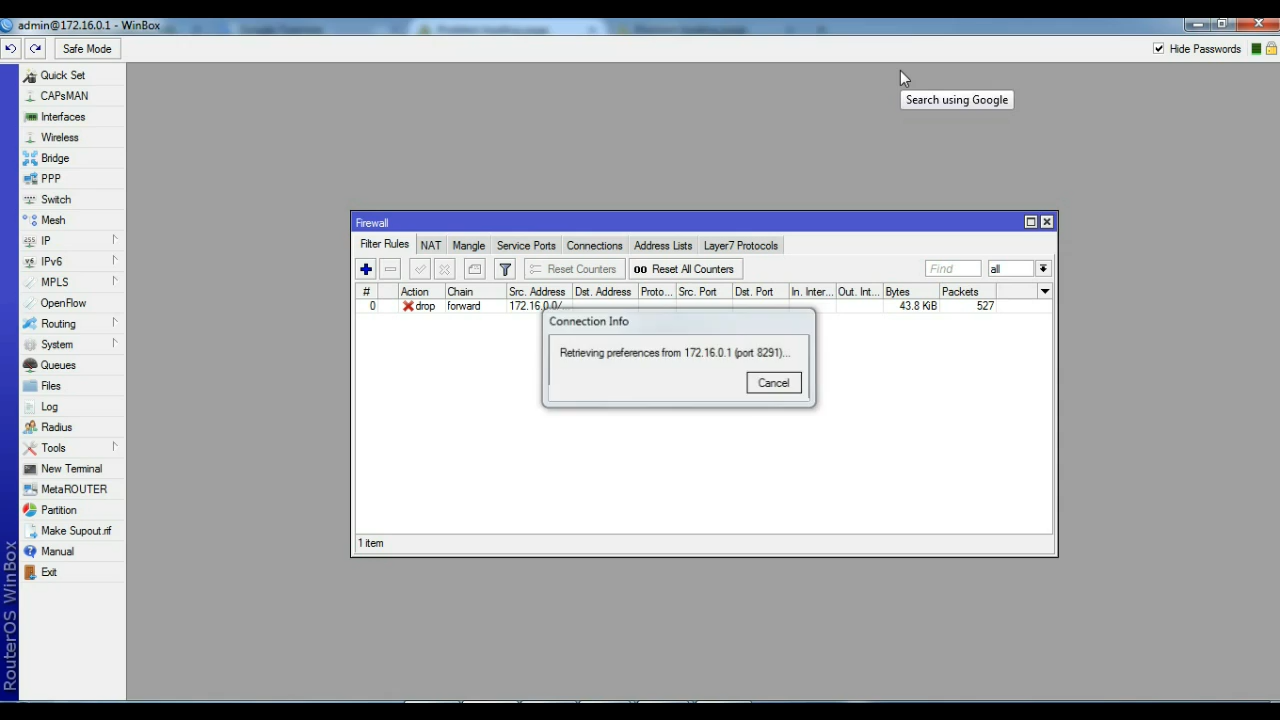 admin@172.16.0.1 - WinBox
Safe Mode
Hide Passwords
Search using Google
Quick Set
CAPsMAN
Interfaces
Wireless
Bridge
PPP
Switch
Mesh
IP
IPv6
MPLS
OpenFlow
Routing
System
Queues
Files
Log
Radius
Tools
New Terminal
MetaROUTER
Partition
Make Supout.rif
Manual
Exit
RouterOS WinBox
Firewall
Filter Rules NAT Mangle Service Ports Connections Address Lists Layer7 Protocols
Reset Counters 00 Reset All Counters Find all
# Action Chain Src. Address Dst. Address Proto... Src. Port Dst. Port In. Inter... Out. Int... Bytes Packets
0 drop forward 172.16.0.0/... 43.8 KiB 527
Connection Info
Retrieving preferences from 172.16.0.1 (port 8291)...
Cancel
1 item